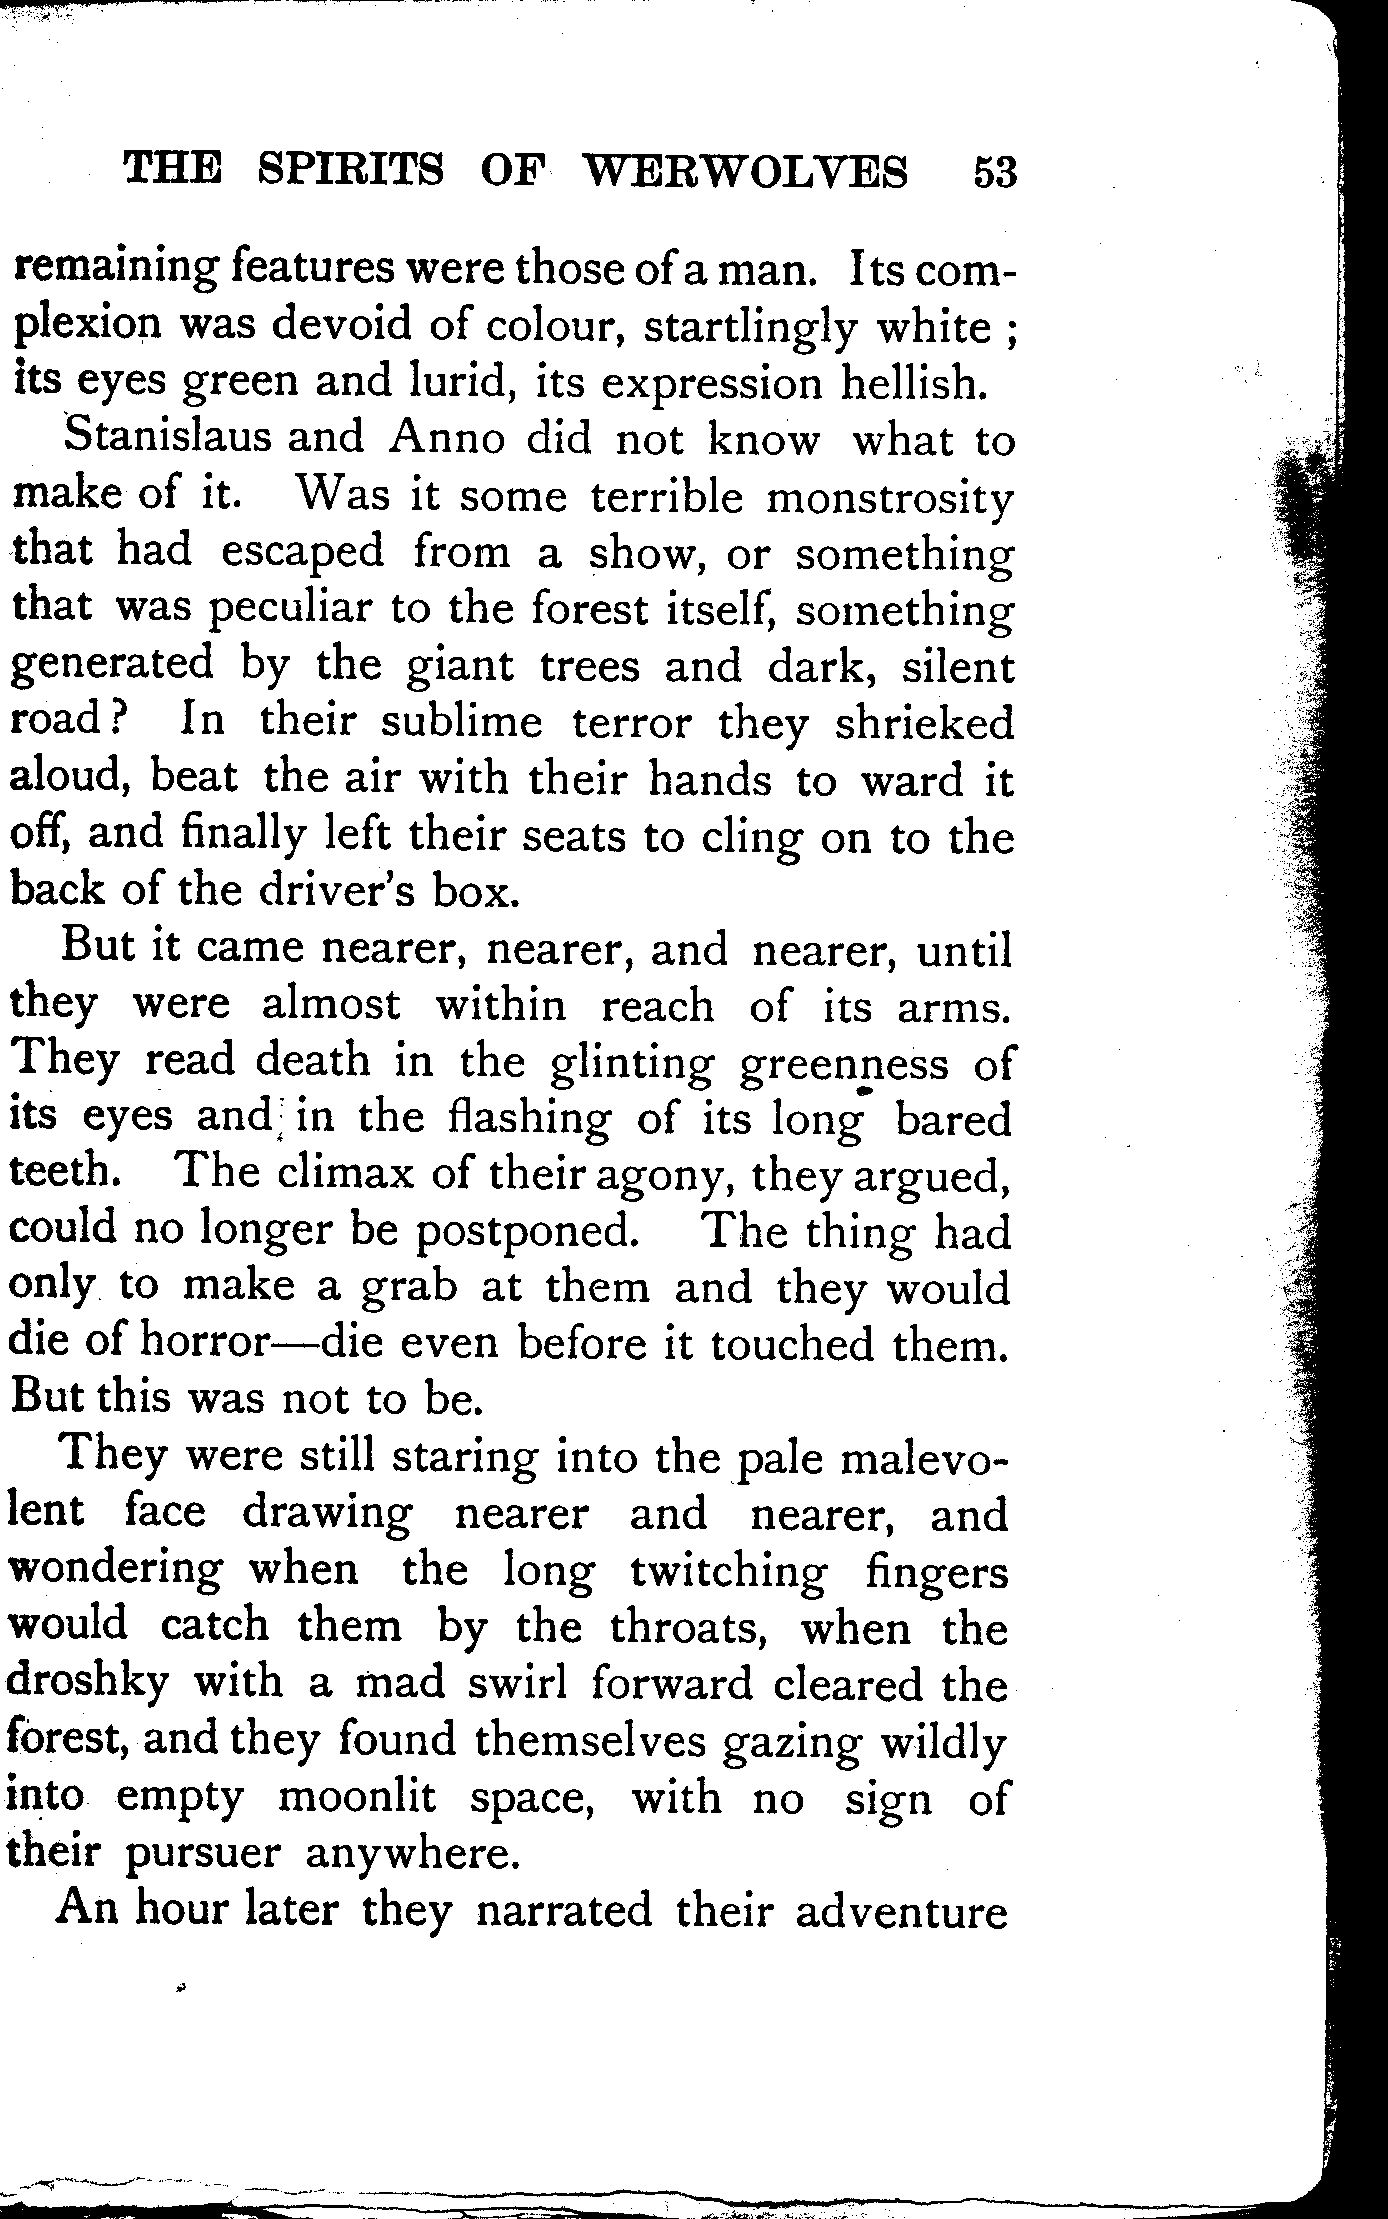 THE SPIRITS OF WERWOLVES 53
remaining features were those of a man. Its com-
plexion was devoid of colour, startlingly white ;
its eyes green and lurid, its expression hellish.
Stanislaus and Anno did not know what to
make of it. Was it some terrible monstrosity
that had escaped from a show, or something
that was peculiar to the forest itself, something
generated by the giant trees and dark, silent
road? In their sublime terror they shrieked
aloud, beat the air with their hands to ward it
off, and finally left their seats to cling on to the
back of the driver's box.
But it came nearer, nearer, and nearer, until
they were almost within reach of its arms.
They read death in the glinting greenness of
its eyes and in the flashing of its long bared
teeth. The climax of their agony, they argued,
could no longer be postponed. The thing had
only to make a grab at them and they would
die of horror—die even before it touched them.
But this was not to be.
They were still staring into the pale malevo-
lent face drawing nearer and nearer, and
wondering when the long twitching fingers
would catch them by the throats, when the
droshky with a mad swirl forward cleared the
forest, and they found themselves gazing wildly
into empty moonlit space, with no sign of
their pursuer anywhere.
An hour later they narrated their adventure